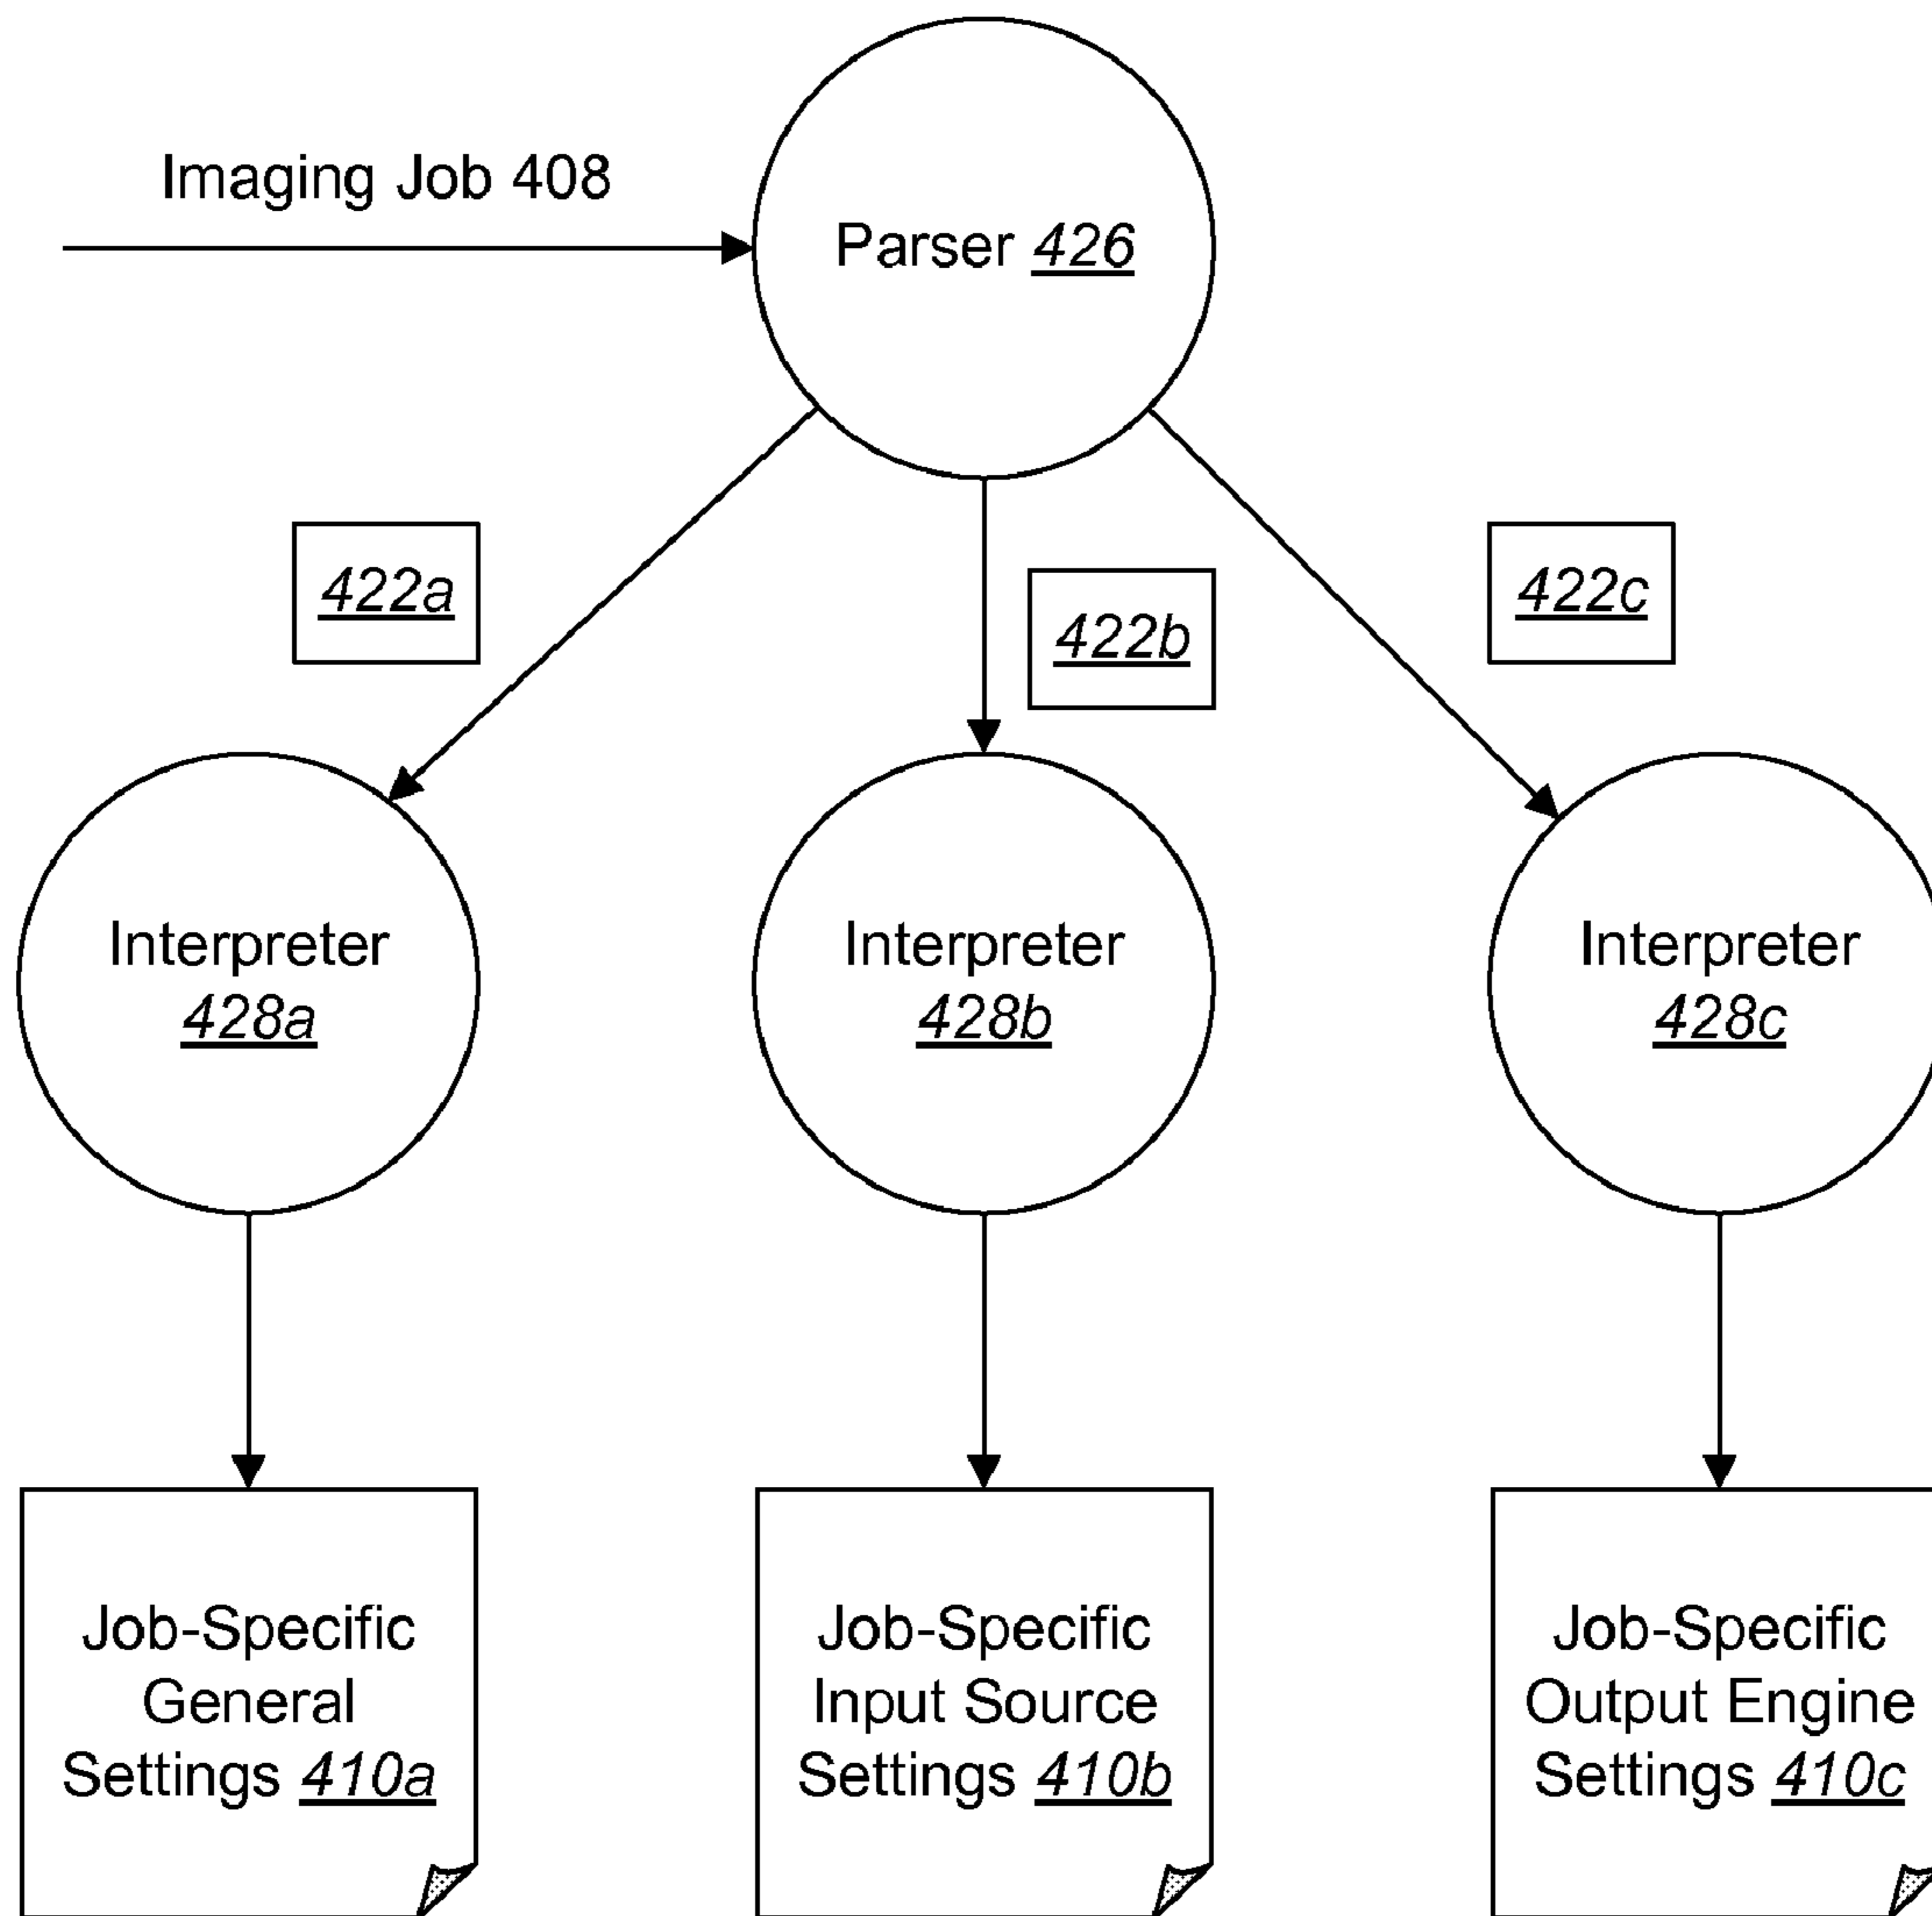 Imaging Job 408
Parser 426
422a
422b
422c
Interpreter
428a
Interpreter
428b
Interpreter
428c
Job-Specific
General
Settings 410a
Job-Specific
Input Source
Settings 410b
Job-Specific
Output Engine
Settings 410c